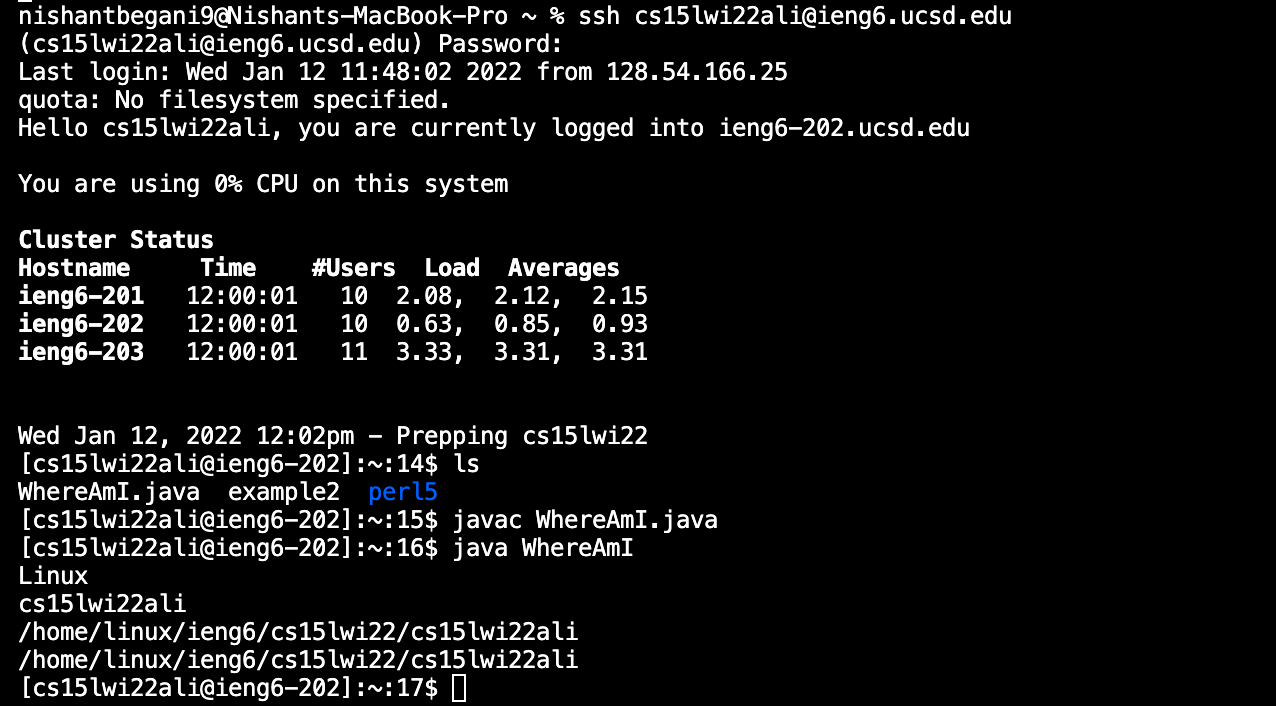 nishantbegani9@Nishants-MacBook-Pro ~ % ssh cs15lwi22ali@ieng6.ucsd.edu
(cs15lwi22ali@ieng6.ucsd.edu) Password:
Last login: Wed Jan 12 11:48:02 2022 from 128.54.166.25
quota: No filesystem specified.
Hello cs15lwi22ali, you are currently logged into ieng6-202.ucsd.edu
You are using 0% CPU on this system
Cluster Status
Hostname     Time    #Users  Load  Averages
ieng6-201   12:00:01   10  2.08,  2.12,  2.15
ieng6-202   12:00:01   10  0.63,  0.85,  0.93
ieng6-203   12:00:01   11  3.33,  3.31,  3.31
Wed Jan 12, 2022 12:02pm - Prepping cs15lwi22
[cs15lwi22ali@ieng6-202]:~:14$ ls
WhereAmI.java  example2  perl5
[cs15lwi22ali@ieng6-202]:~:15$ javac WhereAmI.java
[cs15lwi22ali@ieng6-202]:~:16$ java WhereAmI
Linux
cs15lwi22ali
/home/linux/ieng6/cs15lwi22/cs15lwi22ali
/home/linux/ieng6/cs15lwi22/cs15lwi22ali
[cs15lwi22ali@ieng6-202]:~:17$